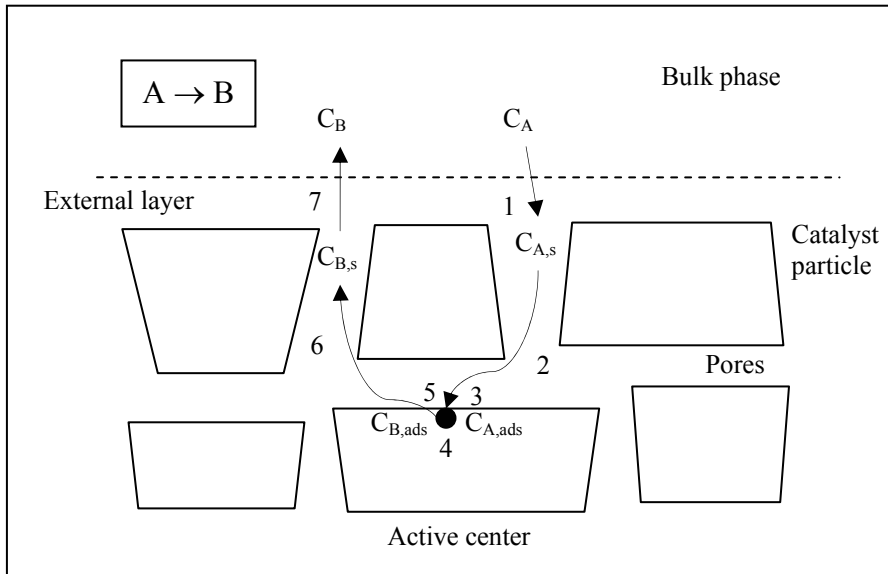 A → B
Bulk phase
C_B
C_A
External layer
7
1
C_B,s
C_A,s
Catalyst
particle
6
2
Pores
5
3
C_B,ads
C_A,ads
4
Active center